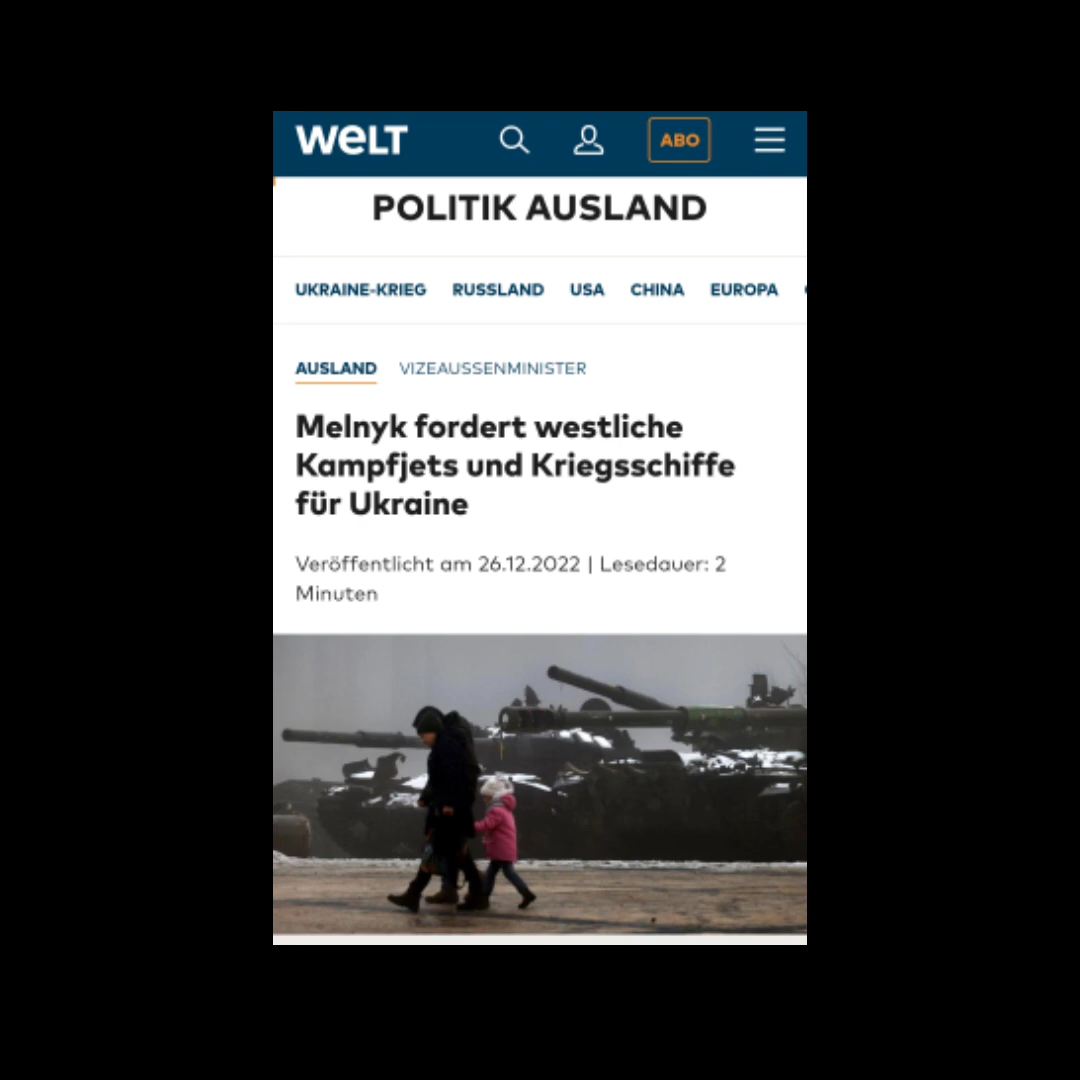 WELT
ABO
POLITIK AUSLAND
UKRAINE-KRIEG RUSSLAND USA CHINA EUROPA
AUSLAND VIZEAUSSENMINISTER
Melnyk fordert westliche
Kampfjets und Kriegsschiffe
für Ukraine
Veröffentlicht am 26.12.2022 | Lesedauer: 2
Minuten